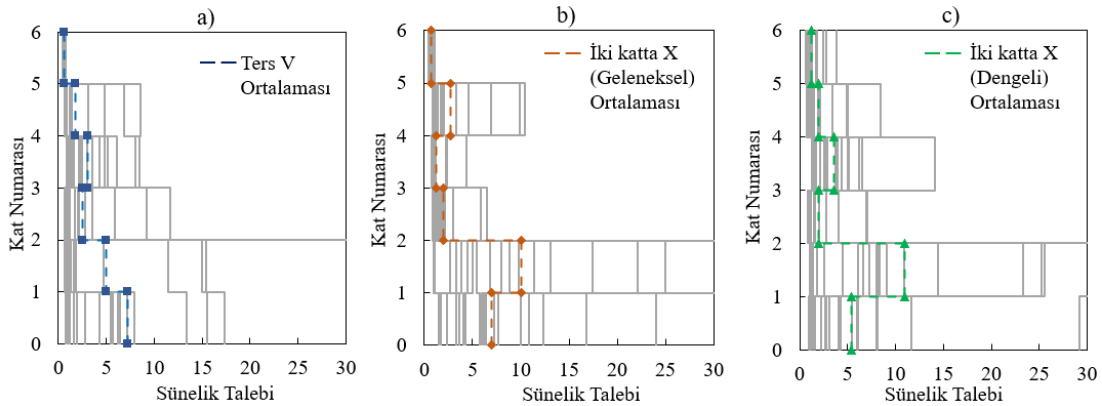 a)
Kat Numarası
6
5
4
3
2
1
0
Ters V
Ortalaması
0
5
10
15
20
25
30
Sünelik Talebi
b)
Kat Numarası
6
5
4
3
2
1
0
İki katta X
(Geleneksel)
Ortalaması
0
5
10
15
20
25
30
Sünelik Talebi
c)
Kat Numarası
6
5
4
3
2
1
0
İki katta X
(Dengeli)
Ortalaması
0
5
10
15
20
25
30
Sünelik Talebi